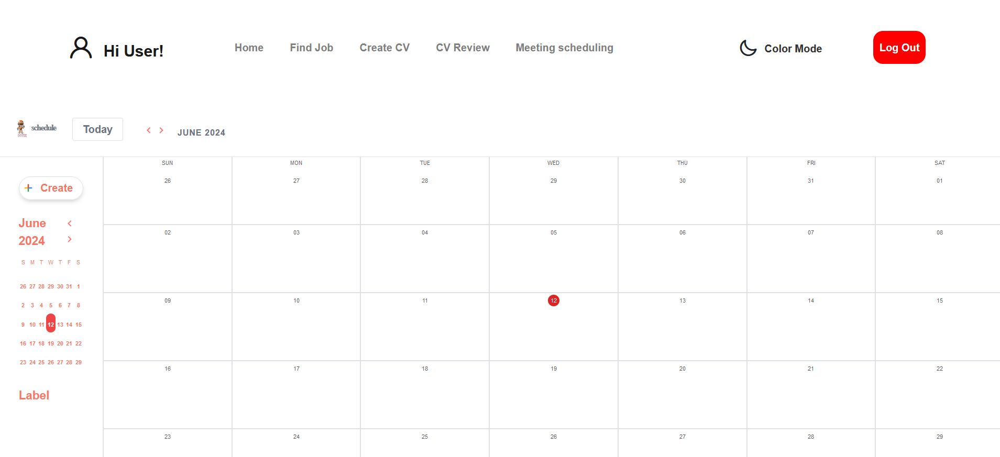 Hi User!
Home Find Job Create CV CV Review Meeting scheduling
Color Mode
Log Out
DOTIX
schedule
Today
JUNE 2024
Create
June
2024
S M T W T F S
26 27 28 29 30 31 1
2 3 4 5 6 7 8
9 10 11 12 13 14 15
16 17 18 19 20 21 22
23 24 25 26 27 28 29
Label
SUN MON TUE WED THU FRI SAT
26 27 28 29 30 31 01
02 03 04 05 06 07 08
09 10 11 12 13 14 15
16 17 18 19 20 21 22
23 24 25 26 27 28 29